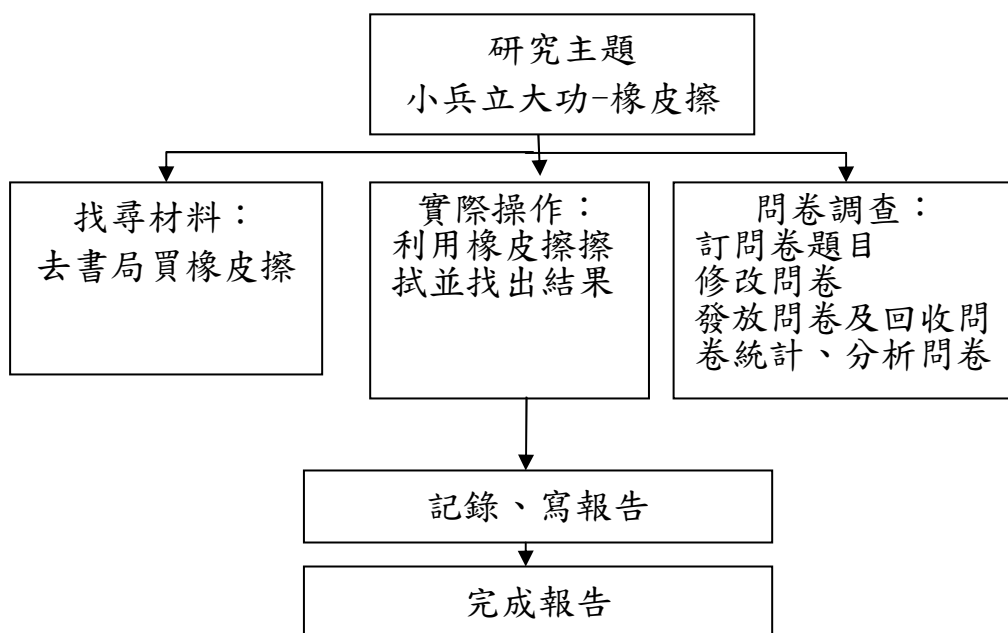 研究主題
小兵立大功-橡皮擦
找尋材料：
去書局買橡皮擦
實際操作：
利用橡皮擦擦
拭並找出結果
問卷調查：
訂問卷題目
修改問卷
發放問卷及回收問
卷統計、分析問卷
記錄、寫報告
完成報告